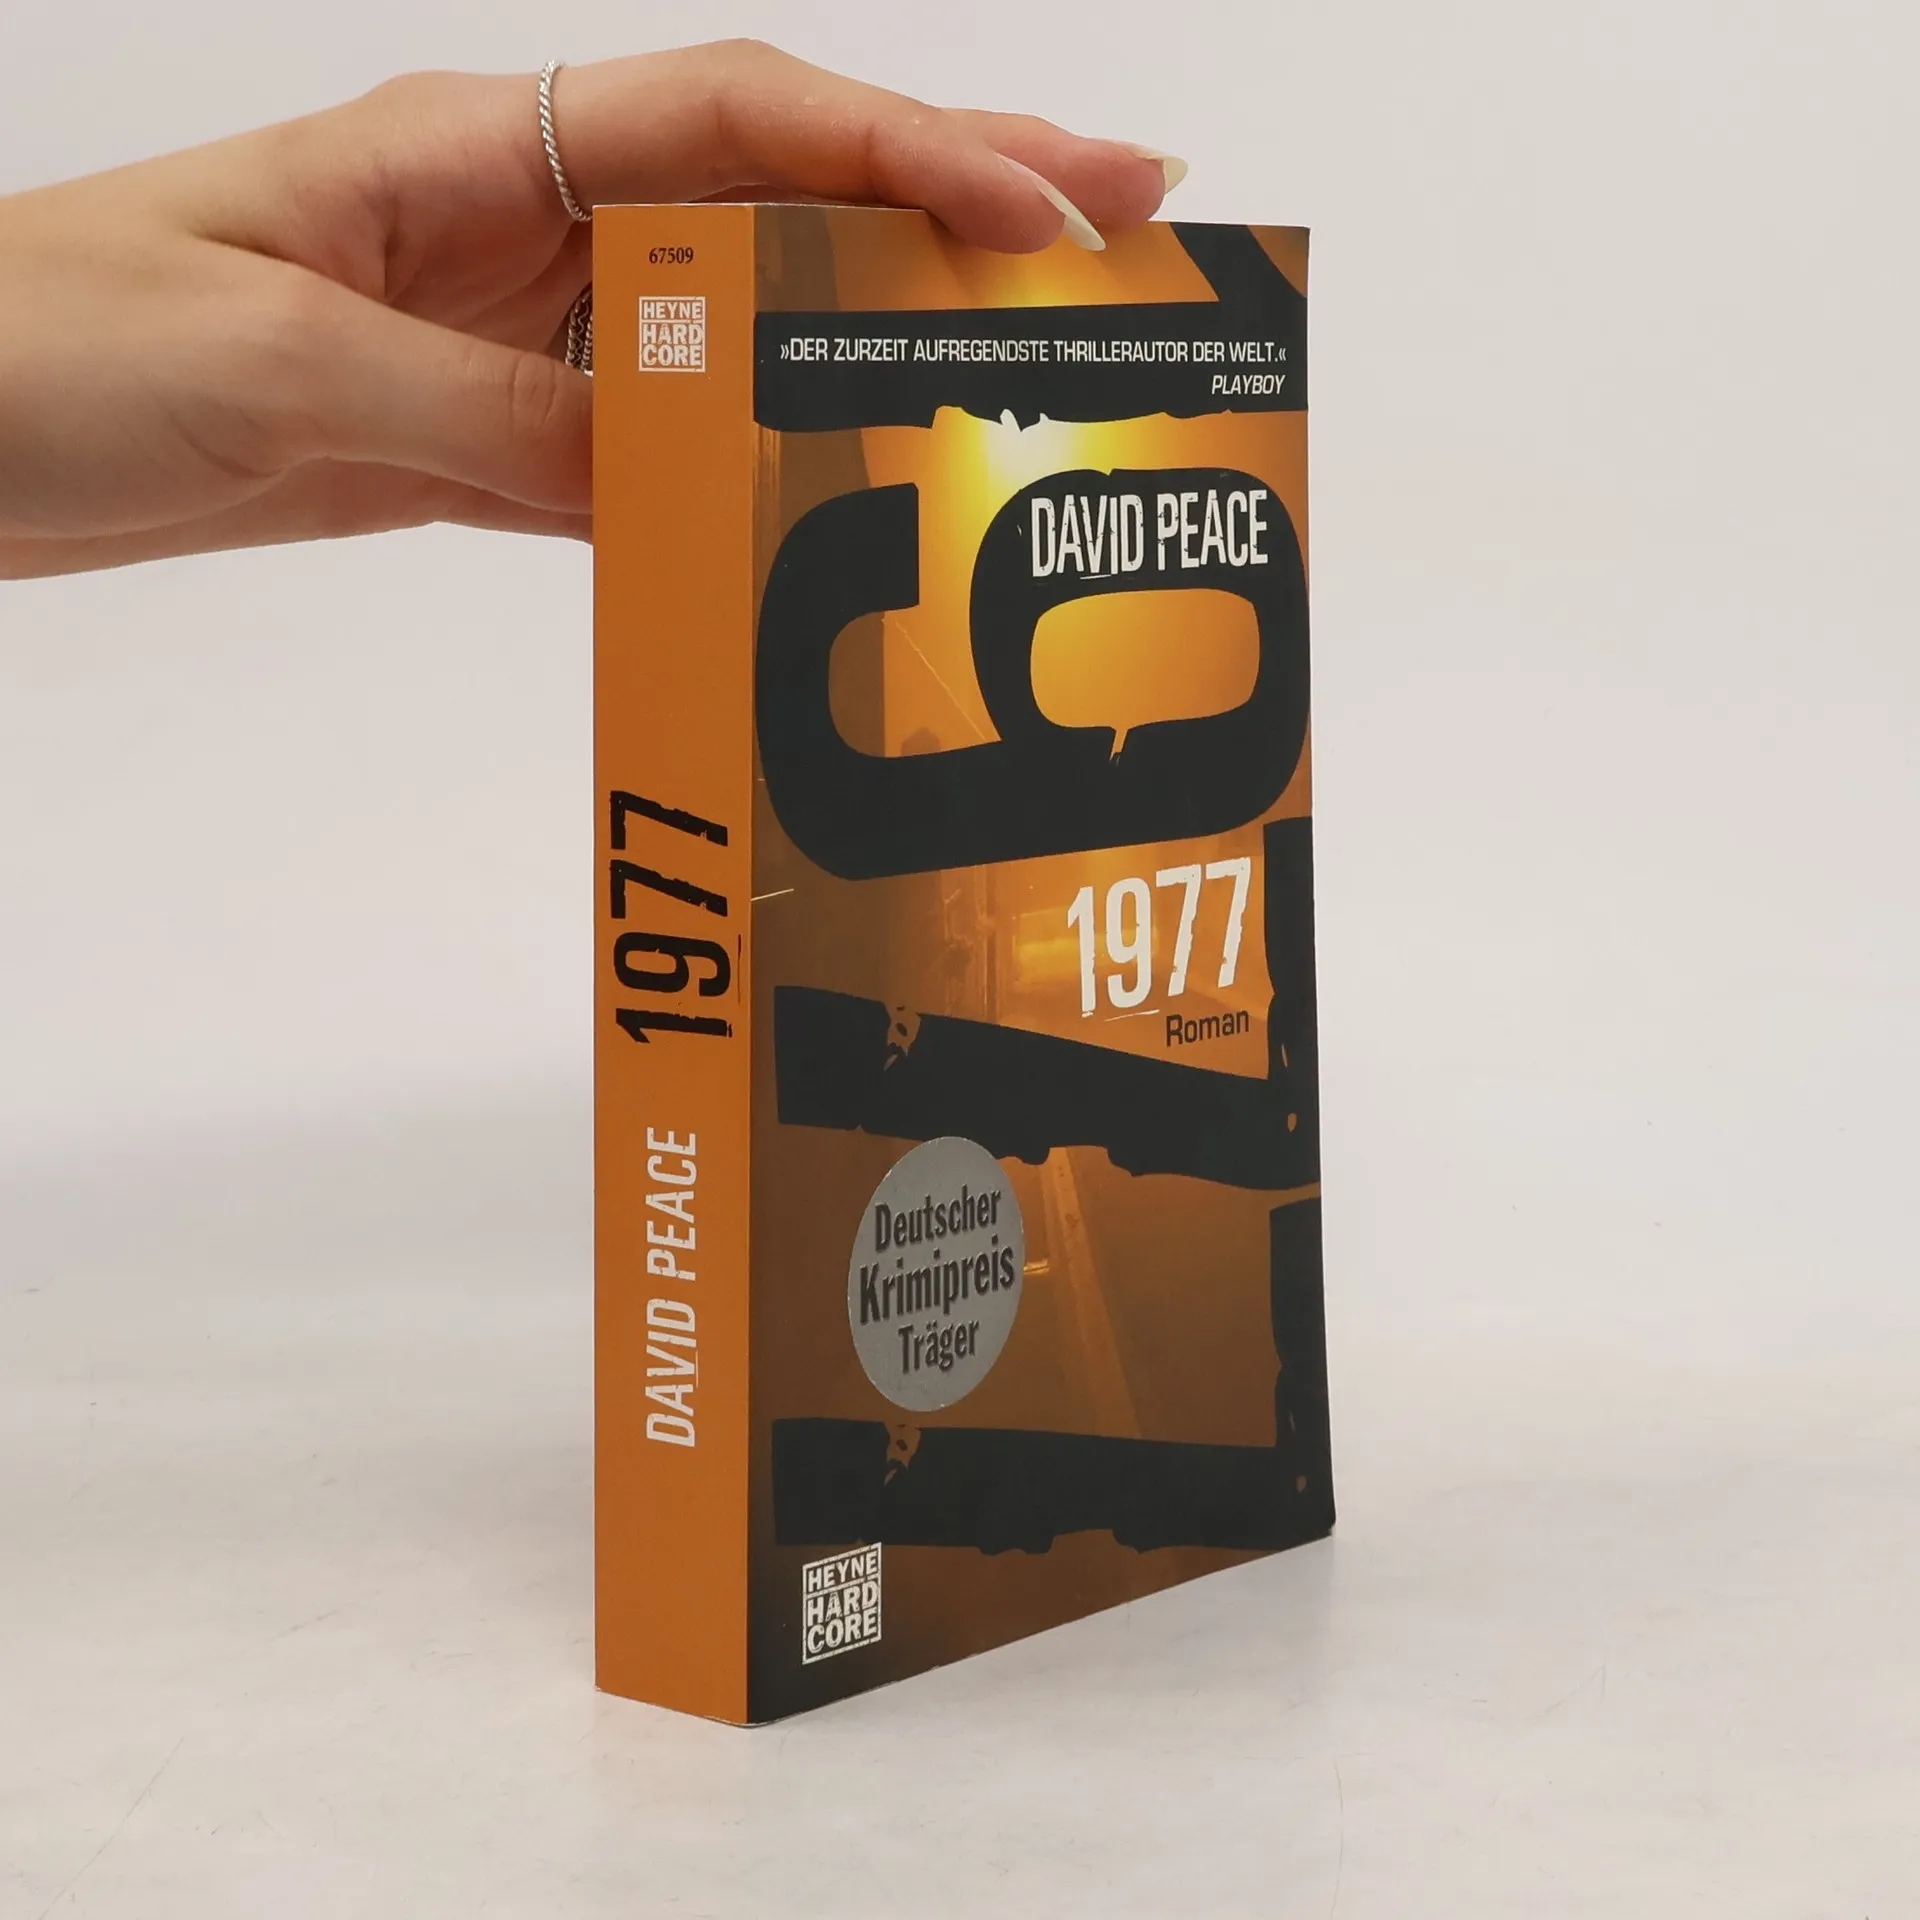 67509
HEYNE
HARD
CORE
1977
DAVID PEACE
»DER ZURZEIT AUFREGENDSTE THRILLERAUTOR DER WELT.«
PLAYBOY
DAVID PEACE
1977
Roman
Deutscher
Krimipreis
Träger
HEYNE
HARD
CORE